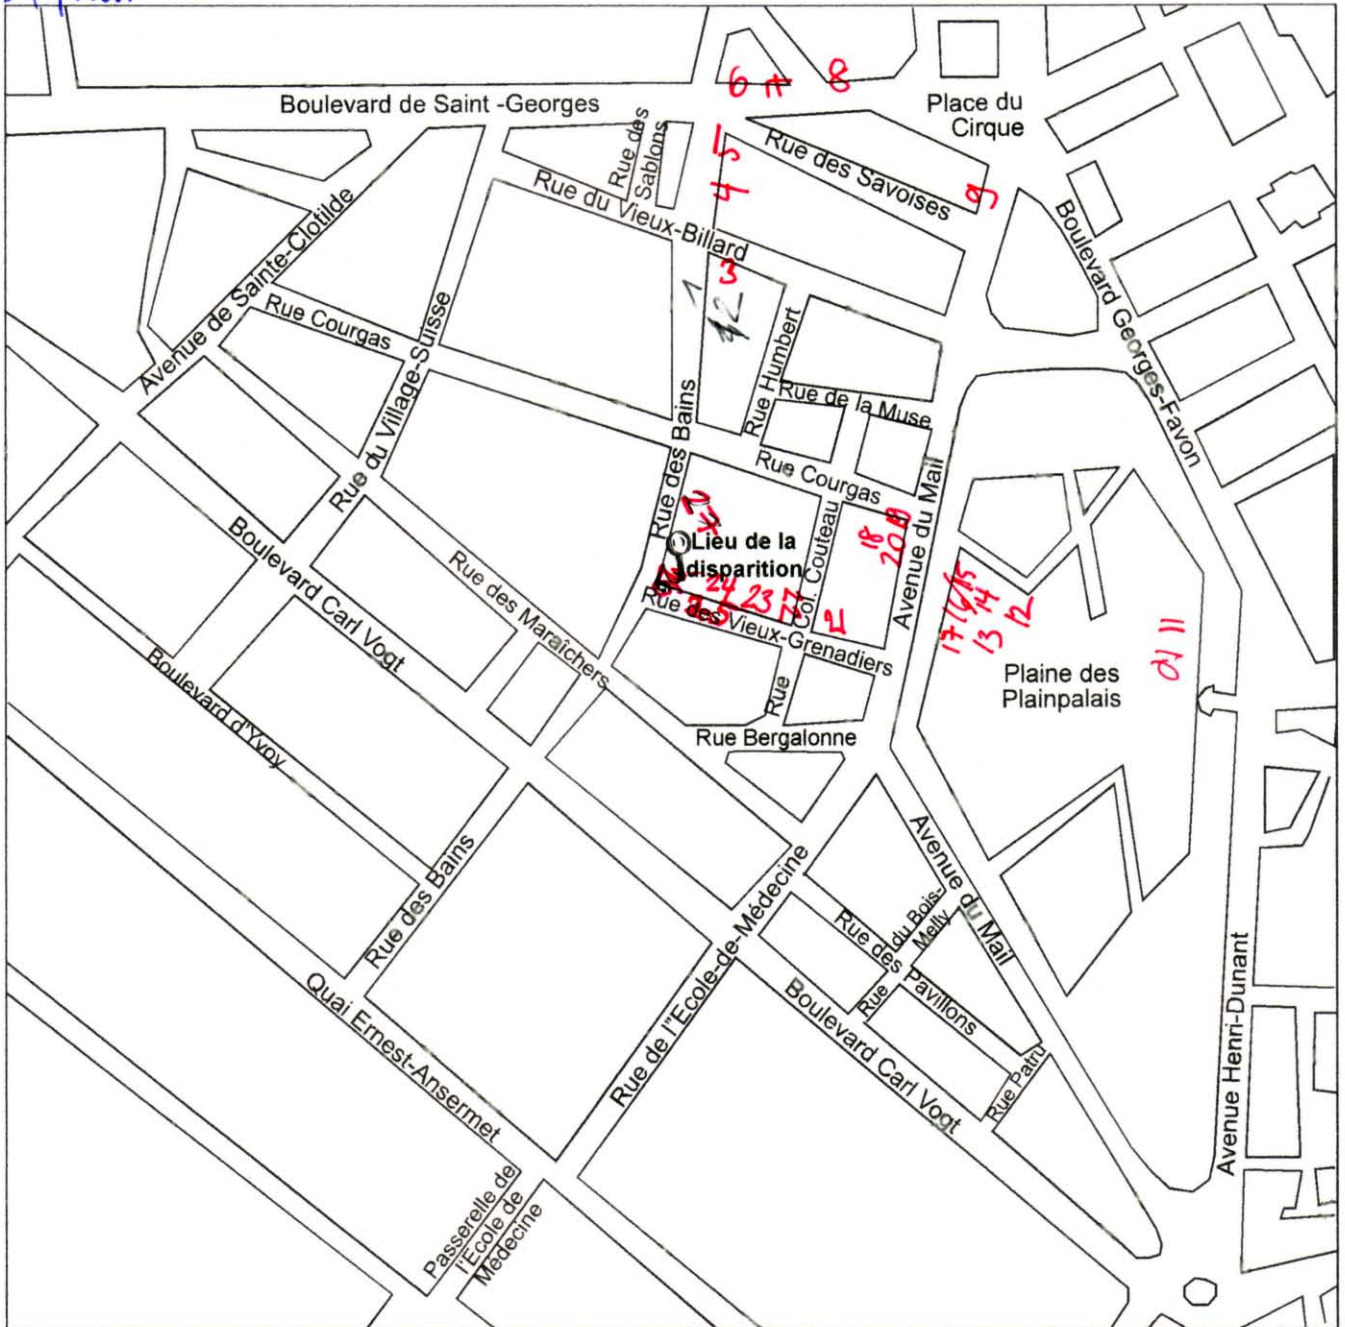 6 7 8
Boulevard de Saint -Georges
Place du
Cirque
Rue des
Sablons
5
Rue des Savoises
4
9
Rue du Vieux-Billard
3
1
2
Avenue de Sainte-Clotilde
Rue Courgas
Rue du Village-Suisse
Boulevard Georges-Favon
Rue Humbert
Rue de la Muse
Rue des Bains
Rue Courgas
Avenue du Mail
Lieu de la
disparition
Rue Col. Couteau
18
20 19
24 23
21
17 16 15
14
13 12
11
10
Plaine des
Plainpalais
Rue des Vieux-Grenadiers
Rue Bergalonne
Rue des Maraîchers
Boulevard Carl Vogt
Boulevard d'Yvoy
Rue des Bains
Quai Ernest-Ansermet
Rue de l"Ecole-de-Médecine
Avenue du Mail
Rue du Bois-
Melly
Rue des Pavillons
Boulevard Carl Vogt
Rue Patru
Avenue Henri-Dunant
Passerelle de
l'Ecole de
Médecine